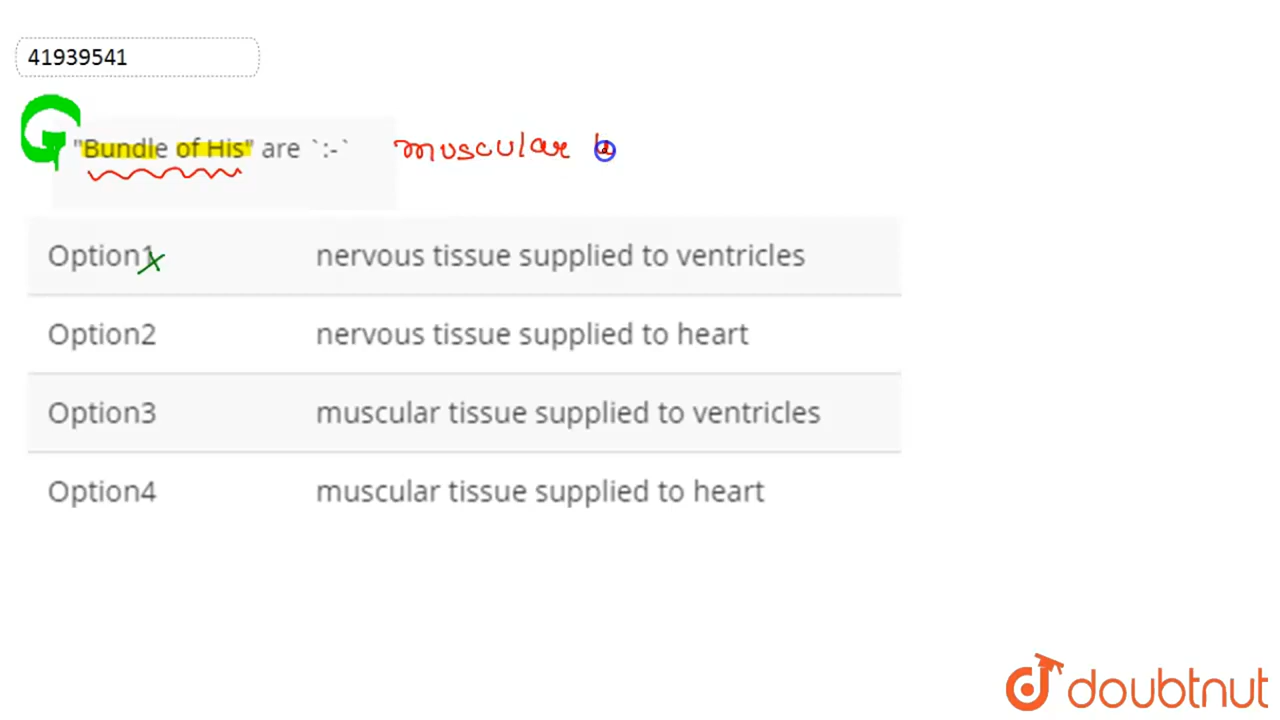 41939541
"Bundle of His" are `:-` muscular
Option1 nervous tissue supplied to ventricles
Option2 nervous tissue supplied to heart
Option3 muscular tissue supplied to ventricles
Option4 muscular tissue supplied to heart
doubtnut